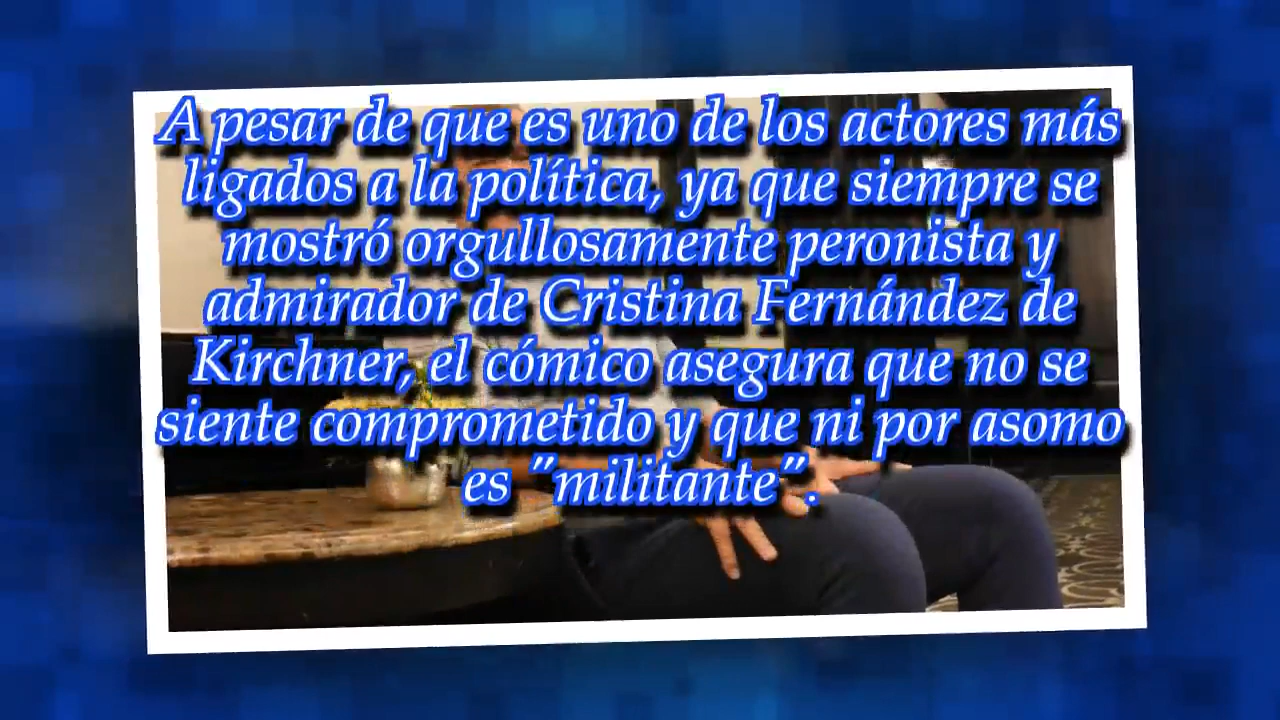 A pesar de que es uno de los actores más
ligados a la política, ya que siempre se
mostró orgullosamente peronista y
admirador de Cristina Fernández de
Kirchner, el cómico asegura que no se
siente comprometido y que ni por asomo
es "militante".